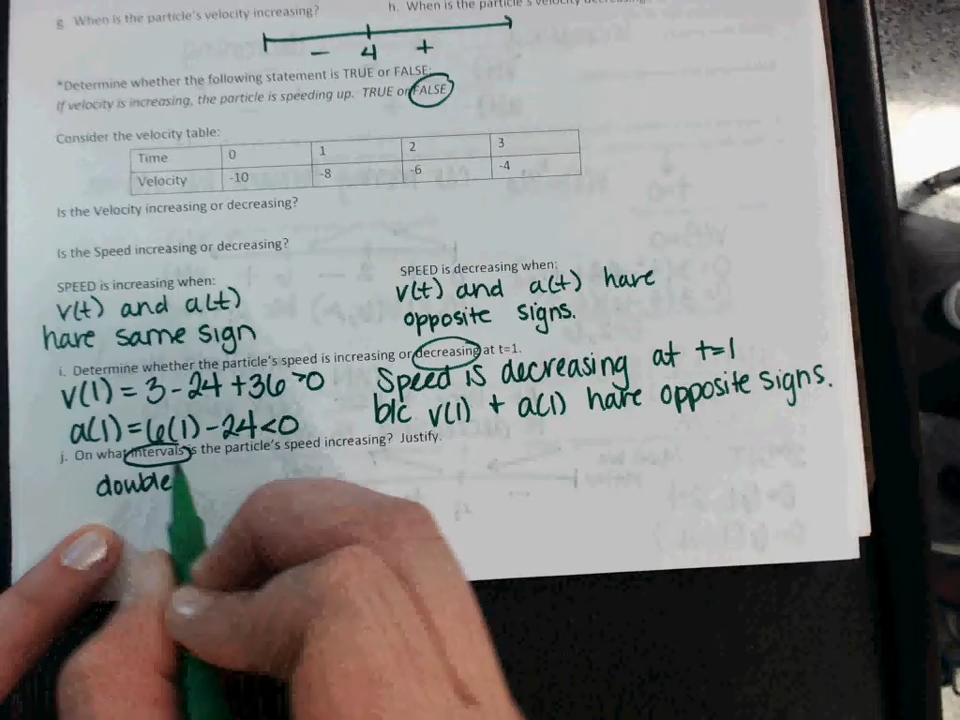 g. When is the particle's velocity increasing? h. When is the particle's velocity
- 4 +
*Determine whether the following statement is TRUE or FALSE:
If velocity is increasing, the particle is speeding up. TRUE or FALSE
Consider the velocity table:
Time 0 1 2 3
Velocity -10 -8 -6 -4
Is the Velocity increasing or decreasing?
Is the Speed increasing or decreasing?
SPEED is increasing when:
v(t) and a(t)
have same sign
SPEED is decreasing when:
v(t) and a(t) have
opposite signs.
i. Determine whether the particle's speed is increasing or decreasing at t=1.
v(1) = 3 - 24 + 36 > 0
a(1) = 6(1) - 24 < 0
Speed is decreasing at t=1
b/c v(1) + a(1) have opposite signs.
j. On what intervals is the particle's speed increasing? Justify.
double